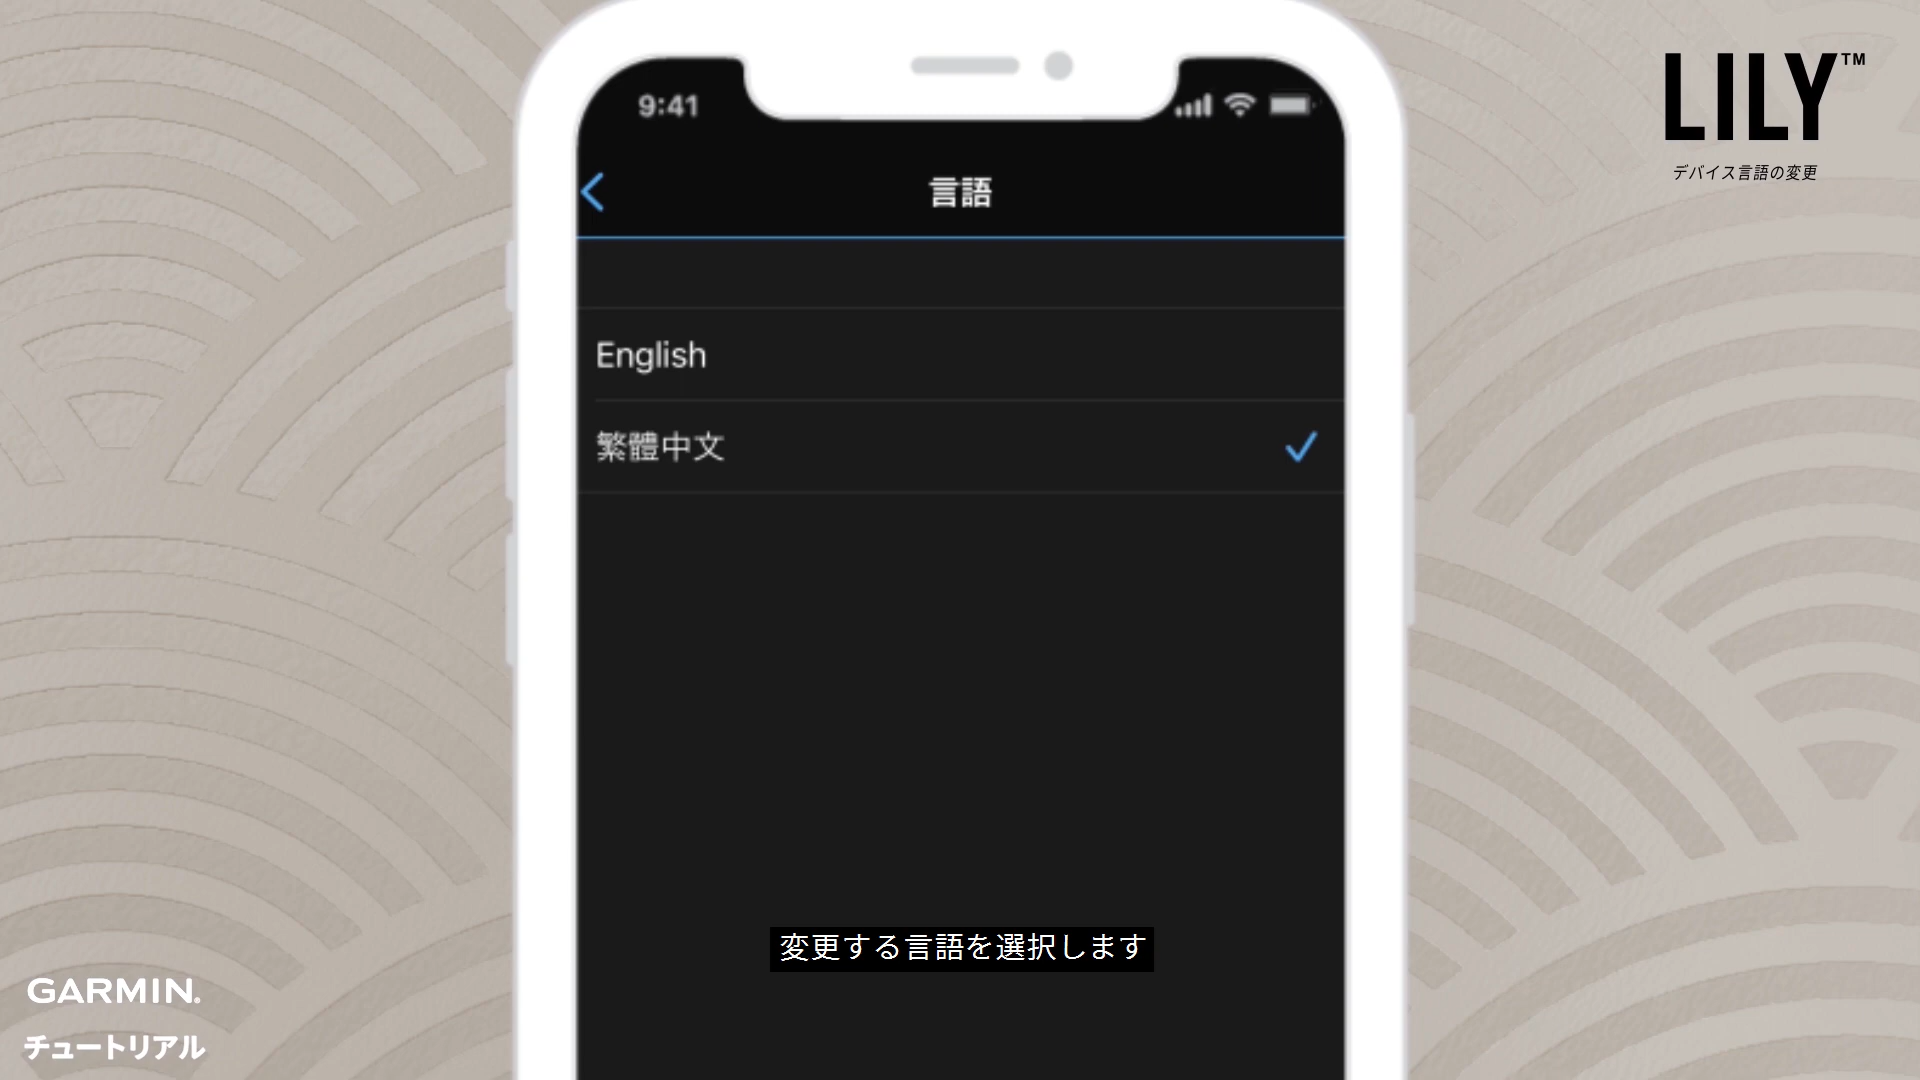 LILY™
デバイス言語の変更
9:41
言語
English
繁體中文
変更する言語を選択します
GARMIN.
チュートリアル